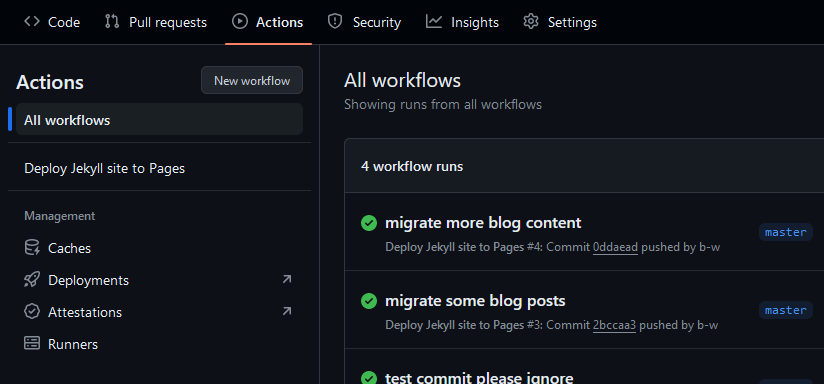 Code Pull requests Actions Security Insights Settings
Actions New workflow
All workflows
Deploy Jekyll site to Pages
Management
Caches
Deployments
Attestations
Runners
All workflows
Showing runs from all workflows
4 workflow runs
migrate more blog content
master
Deploy Jekyll site to Pages #4: Commit 0ddaead pushed by b-w
migrate some blog posts
master
Deploy Jekyll site to Pages #3: Commit 2bccaa3 pushed by b-w
test commit please ignore